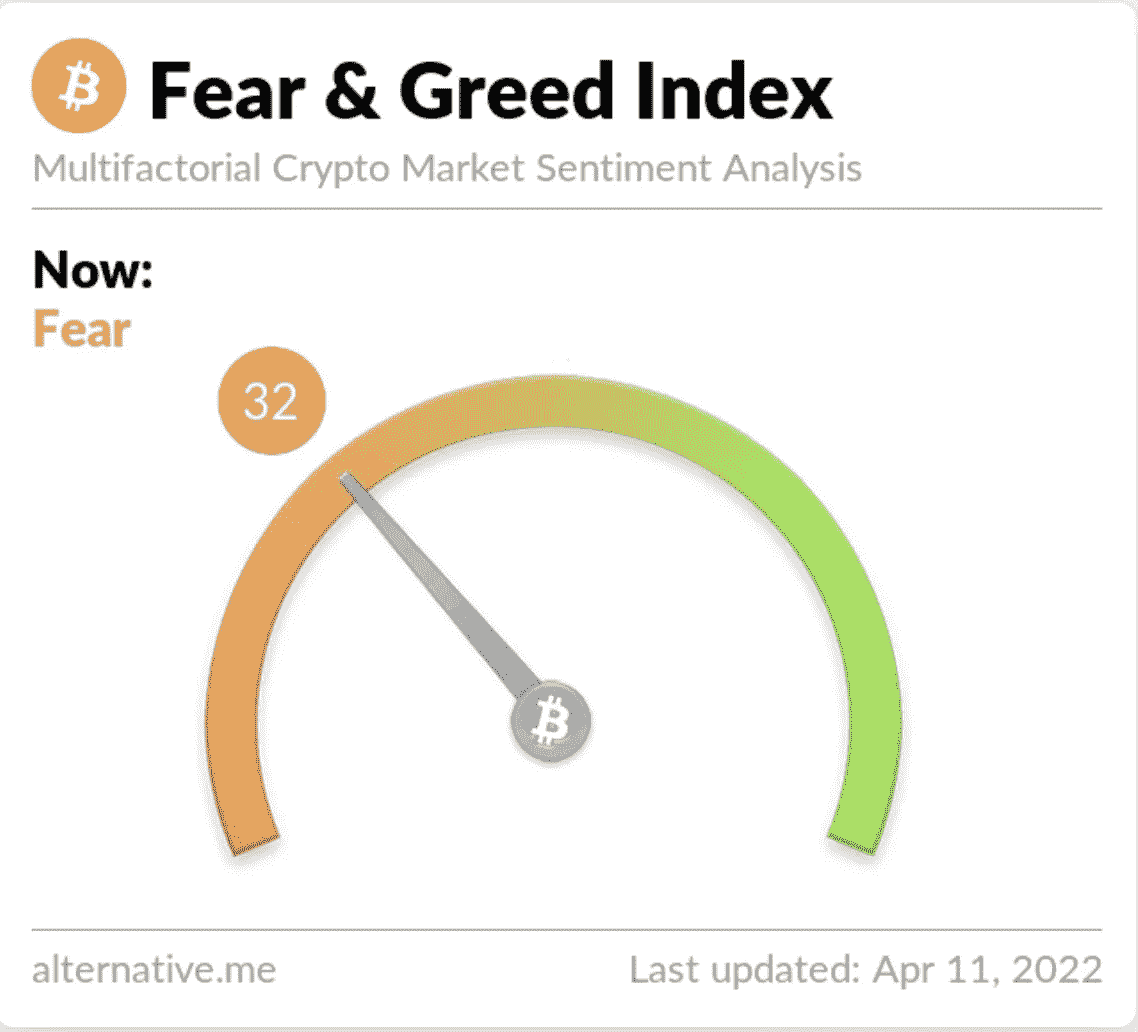 Fear & Greed Index
Multifactorial Crypto Market Sentiment Analysis
Now:
Fear
32
alternative.me
Last updated: Apr 11, 2022